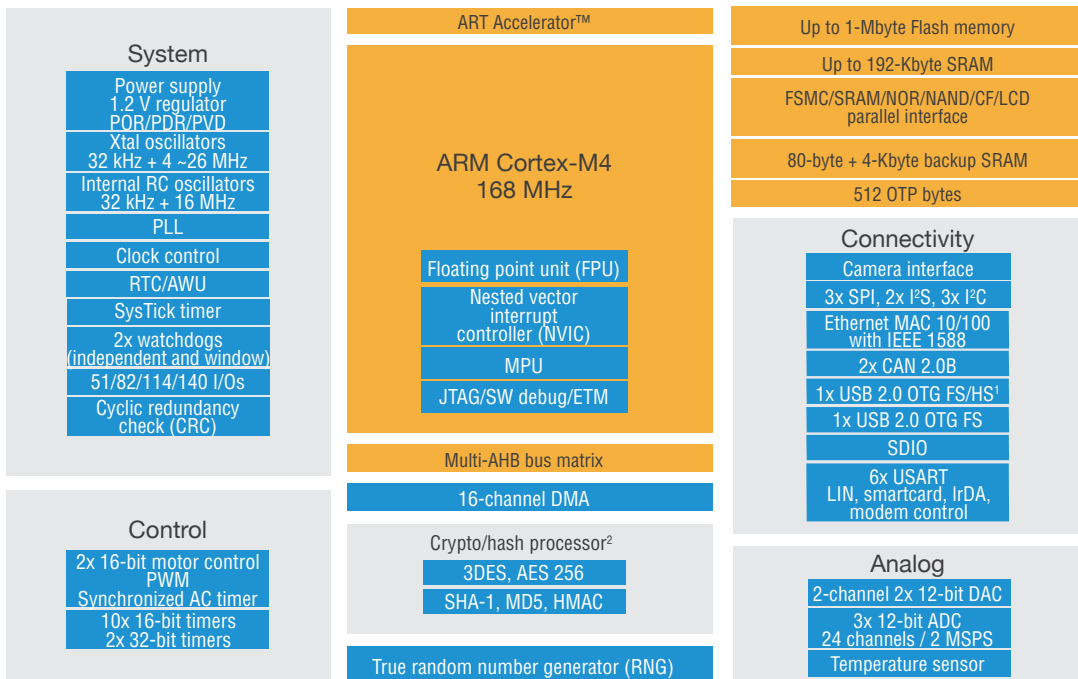 System
Power supply
1.2 V regulator
POR/PDR/PVD
Xtal oscillators
32 kHz + 4 ~26 MHz
Internal RC oscillators
32 kHz + 16 MHz
PLL
Clock control
RTC/AWU
SysTick timer
2x watchdogs
(independent and window)
51/82/114/140 I/Os
Cyclic redundancy
check (CRC)
Control
2x 16-bit motor control
PWM
Synchronized AC timer
10x 16-bit timers
2x 32-bit timers
ART Accelerator™
ARM Cortex-M4
168 MHz
Floating point unit (FPU)
Nested vector
interrupt
controller (NVIC)
MPU
JTAG/SW debug/ETM
Multi-AHB bus matrix
16-channel DMA
Crypto/hash processor²
3DES, AES 256
SHA-1, MD5, HMAC
True random number generator (RNG)
Up to 1-Mbyte Flash memory
Up to 192-Kbyte SRAM
FSMC/SRAM/NOR/NAND/CF/LCD
parallel interface
80-byte + 4-Kbyte backup SRAM
512 OTP bytes
Connectivity
Camera interface
3x SPI, 2x I²S, 3x I²C
Ethernet MAC 10/100
with IEEE 1588
2x CAN 2.0B
1x USB 2.0 OTG FS/HS¹
1x USB 2.0 OTG FS
SDIO
6x USART
LIN, smartcard, IrDA,
modem control
Analog
2-channel 2x 12-bit DAC
3x 12-bit ADC
24 channels / 2 MSPS
Temperature sensor